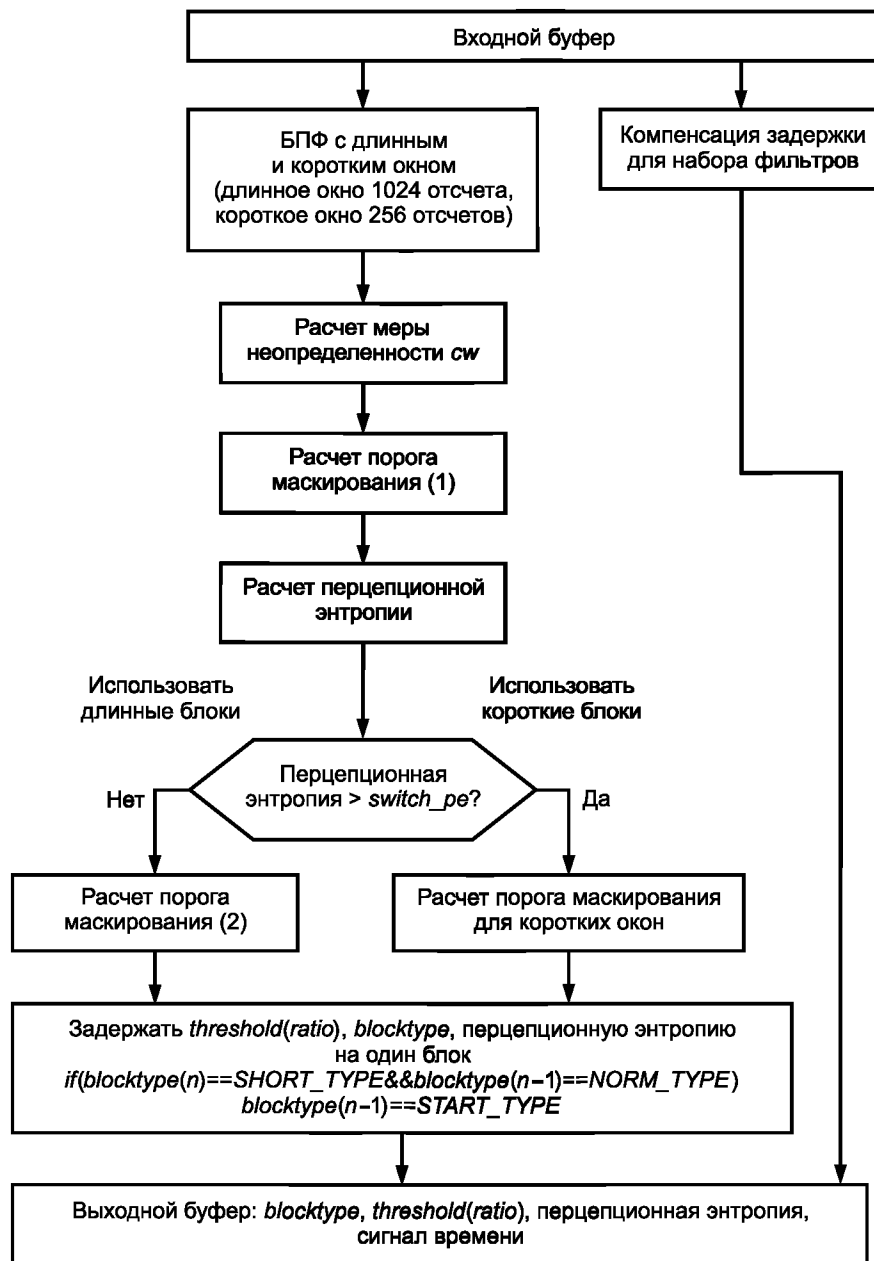 Входной буфер
БПФ с длинным
и коротким окном
(длинное окно 1024 отсчета,
короткое окно 256 отсчетов)
Компенсация задержки
для набора фильтров
Расчет меры
неопределенности cw
Расчет порога
маскирования (1)
Расчет перцепционной
энтропии
Использовать
длинные блоки
Использовать
короткие блоки
Перцепционная
энтропия > switch_pe?
Нет
Да
Расчет порога
маскирования (2)
Расчет порога маскирования
для коротких окон
Задержать threshold(ratio), blocktype, перцепционную энтропию
на один блок
if(blocktype(n)==SHORT_TYPE&&blocktype(n−1)==NORM_TYPE)
blocktype(n−1)==START_TYPE
Выходной буфер: blocktype, threshold(ratio), перцепционная энтропия,
сигнал времени